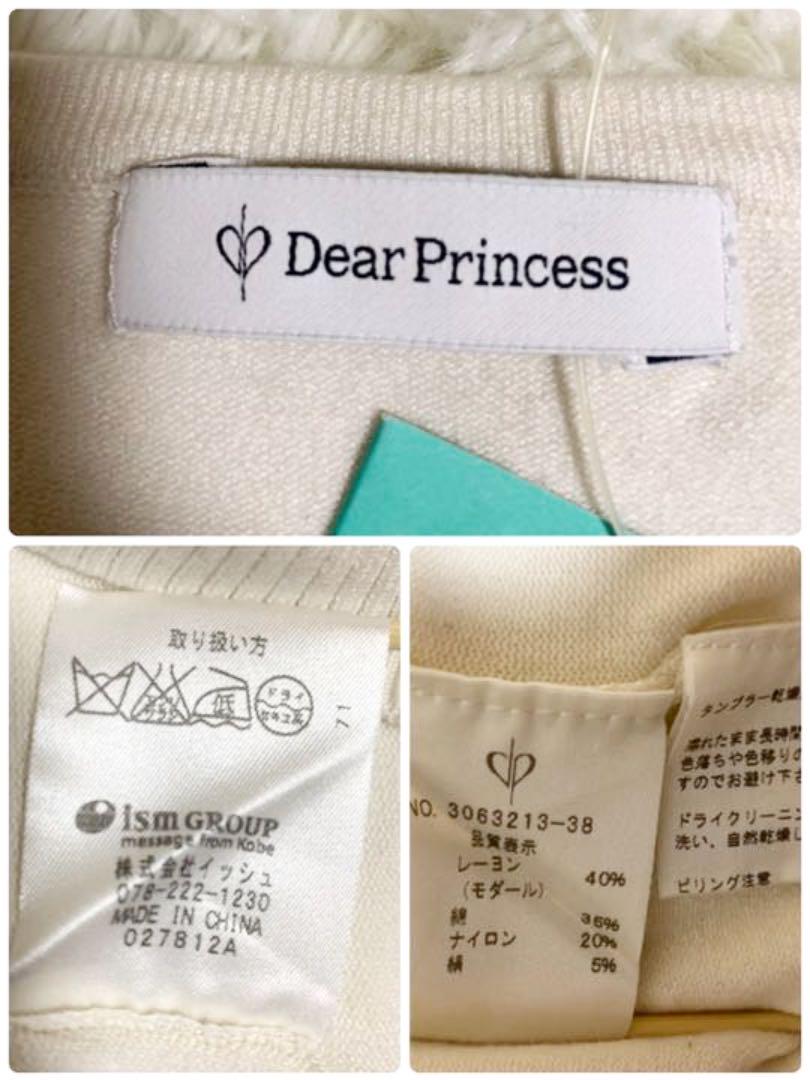 Dear Princess
取り扱い方
低
ドライ
セキユ系
71
ism GROUP
message from Kobe
株式会社イッシュ
078-222-1230
MADE IN CHINA
027812A
NO. 3063213-38
品質表示
レーヨン 40%
(モダール)
綿 35%
ナイロン 20%
絹 5%
タンブラー乾燥
濡れたまま長時間
色落ちや色移りの
すのでお避け下さ
ドライクリーニン
洗い、自然乾燥し
ピリング注意